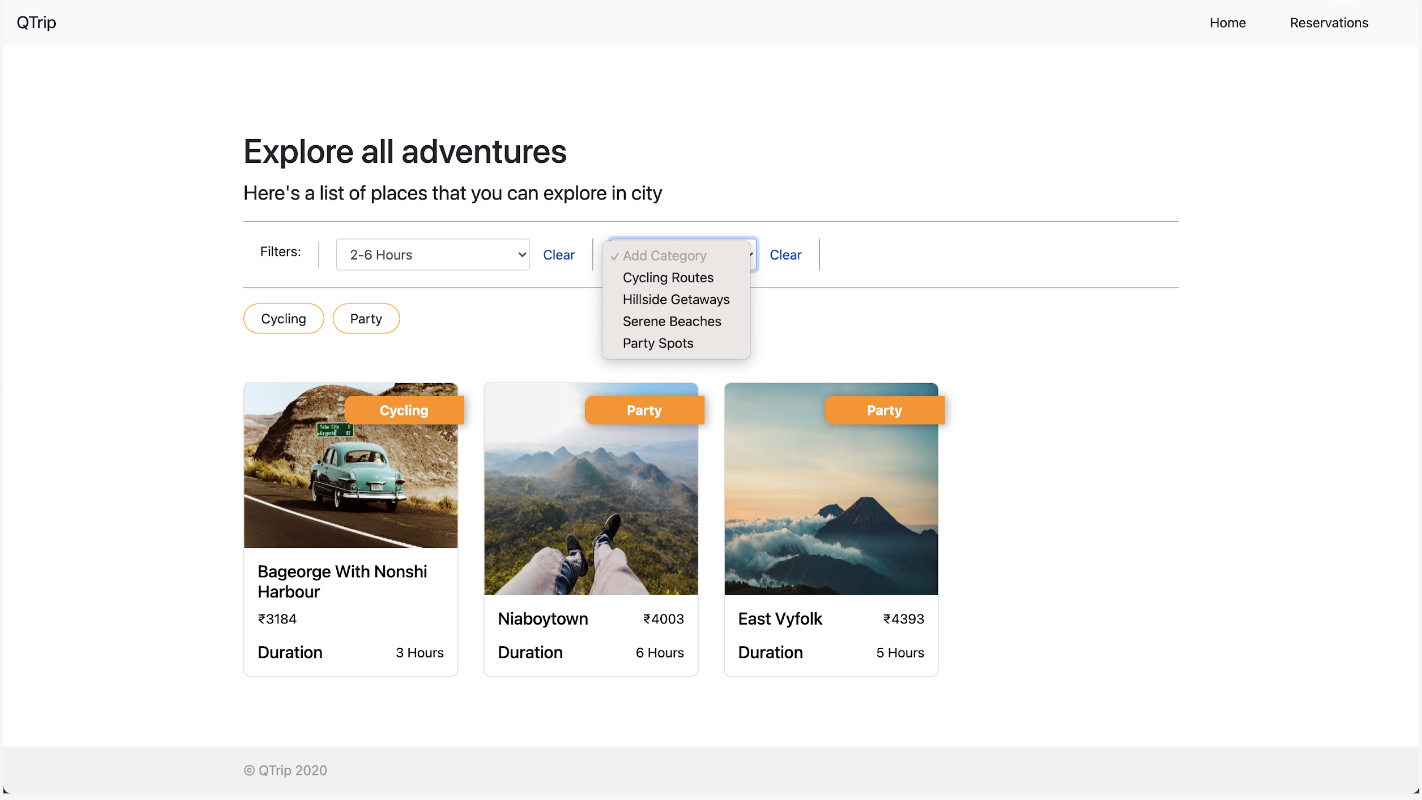 QTrip
Home
Reservations
Explore all adventures
Here's a list of places that you can explore in city
Filters:
2-6 Hours
Clear
✓ Add Category
Cycling Routes
Hillside Getaways
Serene Beaches
Party Spots
Clear
Cycling
Party
Cycling
Bageorge With Nonshi
Harbour
₹3184
Duration
3 Hours
Party
Niaboytown
₹4003
Duration
6 Hours
Party
East Vyfolk
₹4393
Duration
5 Hours
© QTrip 2020